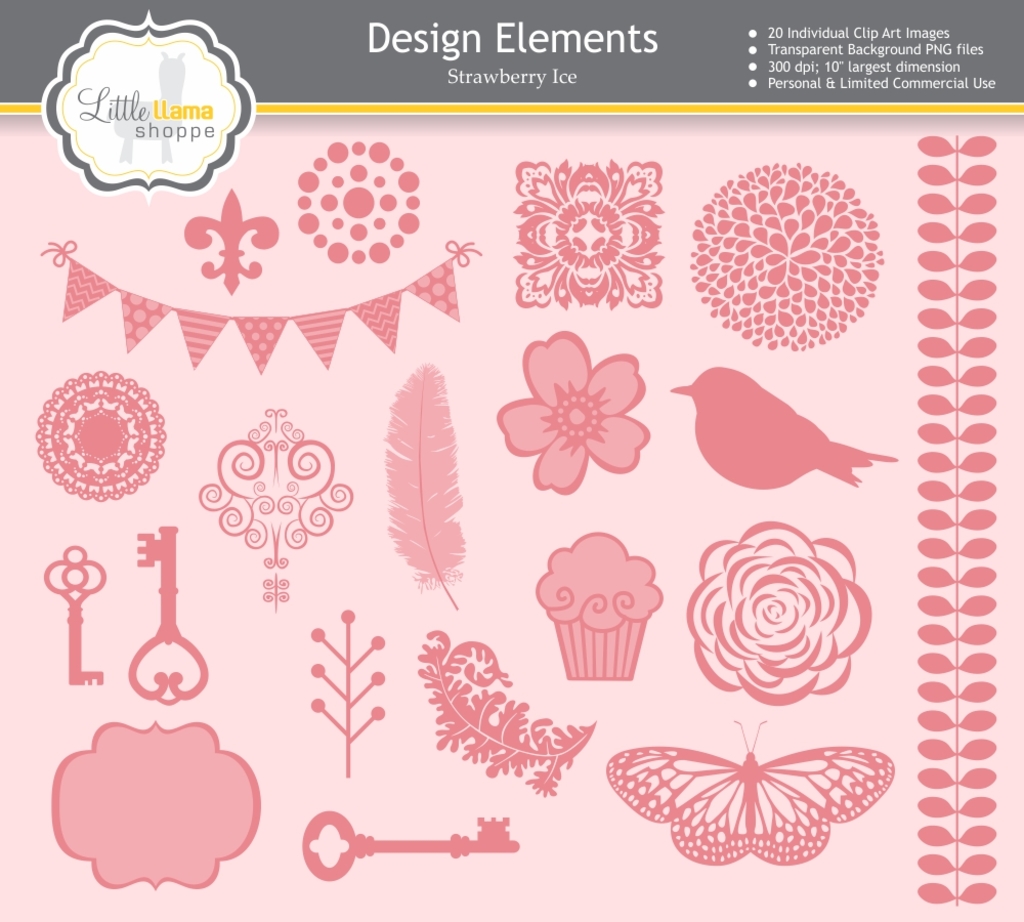 Little LLama
shoppe
Design Elements
Strawberry Ice
● 20 Individual Clip Art Images
● Transparent Background PNG files
● 300 dpi; 10" largest dimension
● Personal & Limited Commercial Use